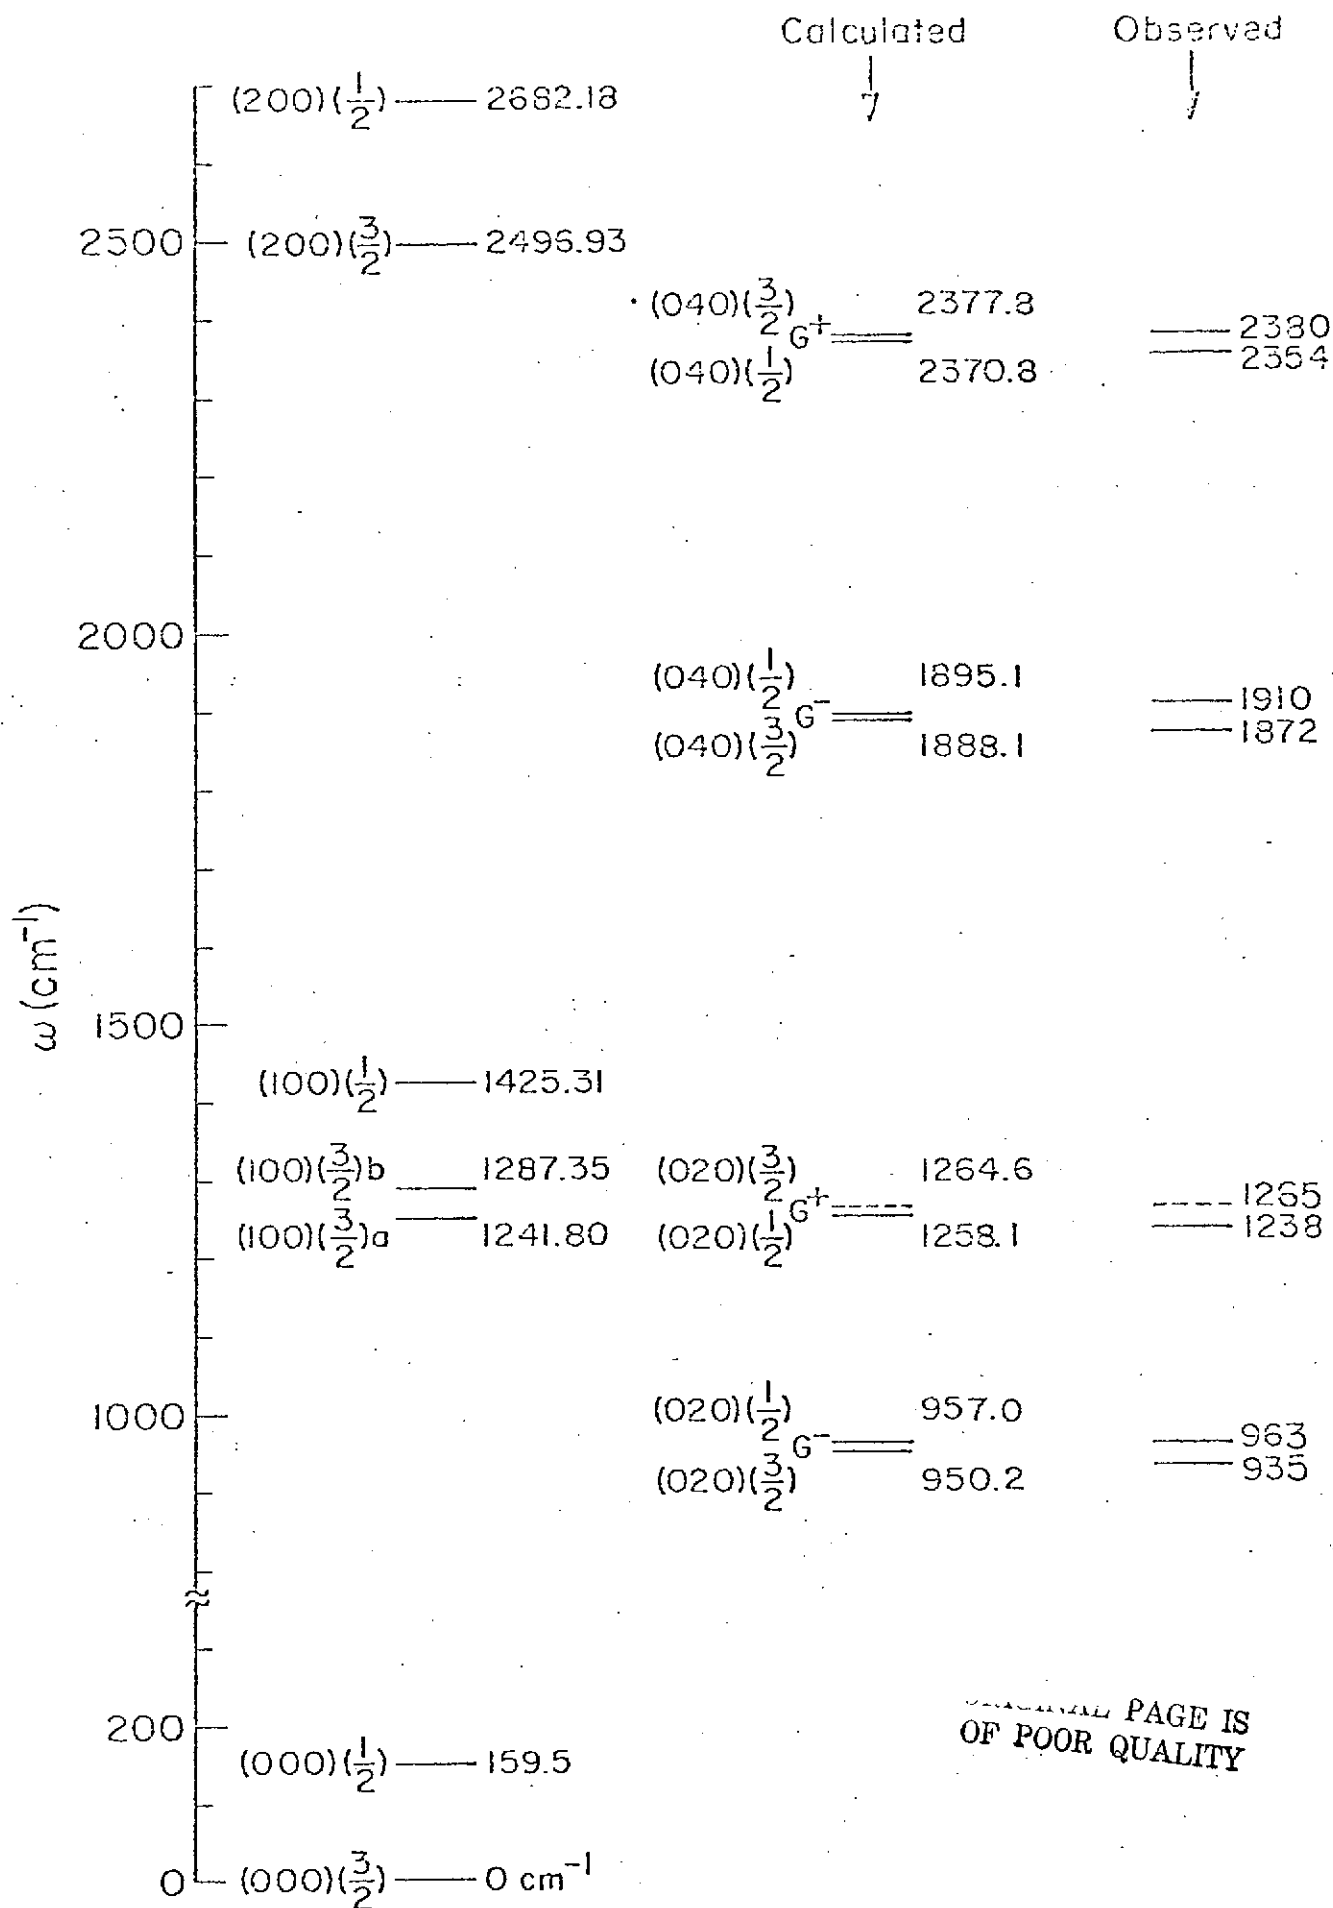 Calculated Observed
(200)(1/2) 2682.18
2500 (200)(3/2) 2496.93
(040)(3/2) 2377.8
G+ 2380
2354
(040)(1/2) 2370.8
2000
(040)(1/2) 1895.1
G- 1910
1872
(040)(3/2) 1888.1
ω (cm-1)
1500
(100)(1/2) 1425.31
(100)(3/2)b 1287.35 (020)(3/2) 1264.6
G+ 1265
(100)(3/2)a 1241.80 (020)(1/2) 1258.1 1238
1000 (020)(1/2) 957.0
G- 963
935
(020)(3/2) 950.2
200
(000)(1/2) 159.5
0 (000)(3/2) 0 cm-1
PAGE IS
OF POOR QUALITY